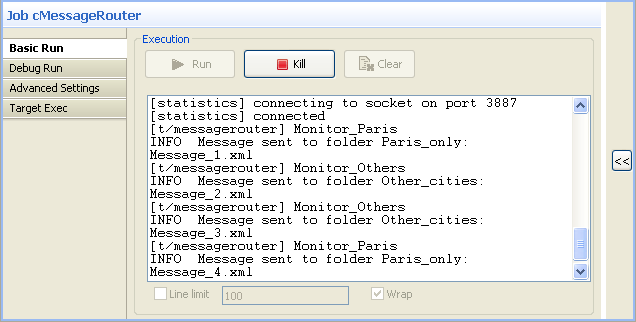 Job cMessageRouter
Basic Run
Debug Run
Advanced Settings
Target Exec
Execution
Run
Kill
Clear
[statistics] connecting to socket on port 3887
[statistics] connected
[t/messagerouter] Monitor_Paris
INFO  Message sent to folder Paris_only:
Message_1.xml
[t/messagerouter] Monitor_Others
INFO  Message sent to folder Other_cities:
Message_2.xml
[t/messagerouter] Monitor_Others
INFO  Message sent to folder Other_cities:
Message_3.xml
[t/messagerouter] Monitor_Paris
INFO  Message sent to folder Paris_only:
Message_4.xml
Line limit
100
Wrap
<<